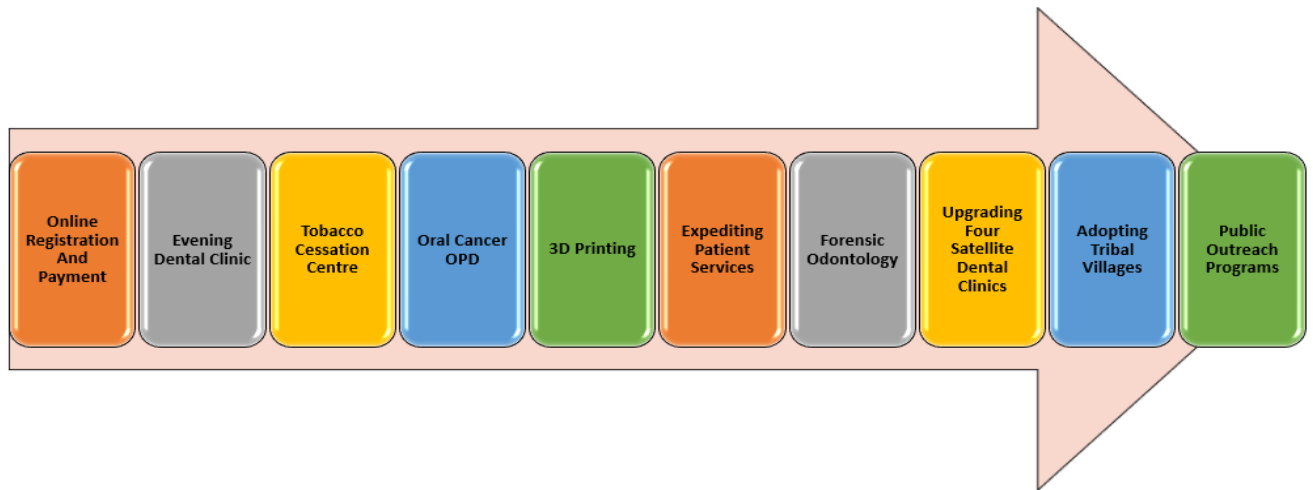 Online
Registration
And
Payment
Evening
Dental Clinic
Tobacco
Cessation
Centre
Oral Cancer
OPD
3D Printing
Expediting
Patient
Services
Forensic
Odontology
Upgrading
Four
Satellite
Dental
Clinics
Adopting
Tribal
Villages
Public
Outreach
Programs